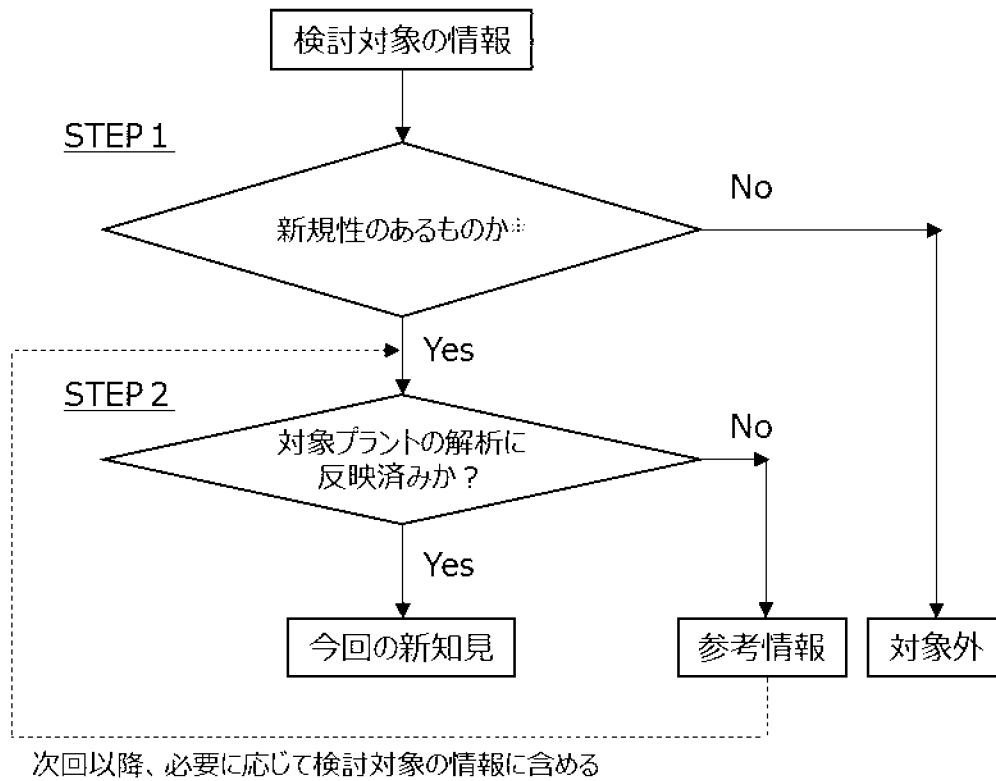 検討対象の情報
STEP 1
No
新規性のあるものか※
Yes
STEP 2
No
対象プラントの解析に
反映済みか？
Yes
今回の新知見
参考情報
対象外
次回以降、必要に応じて検討対象の情報に含める